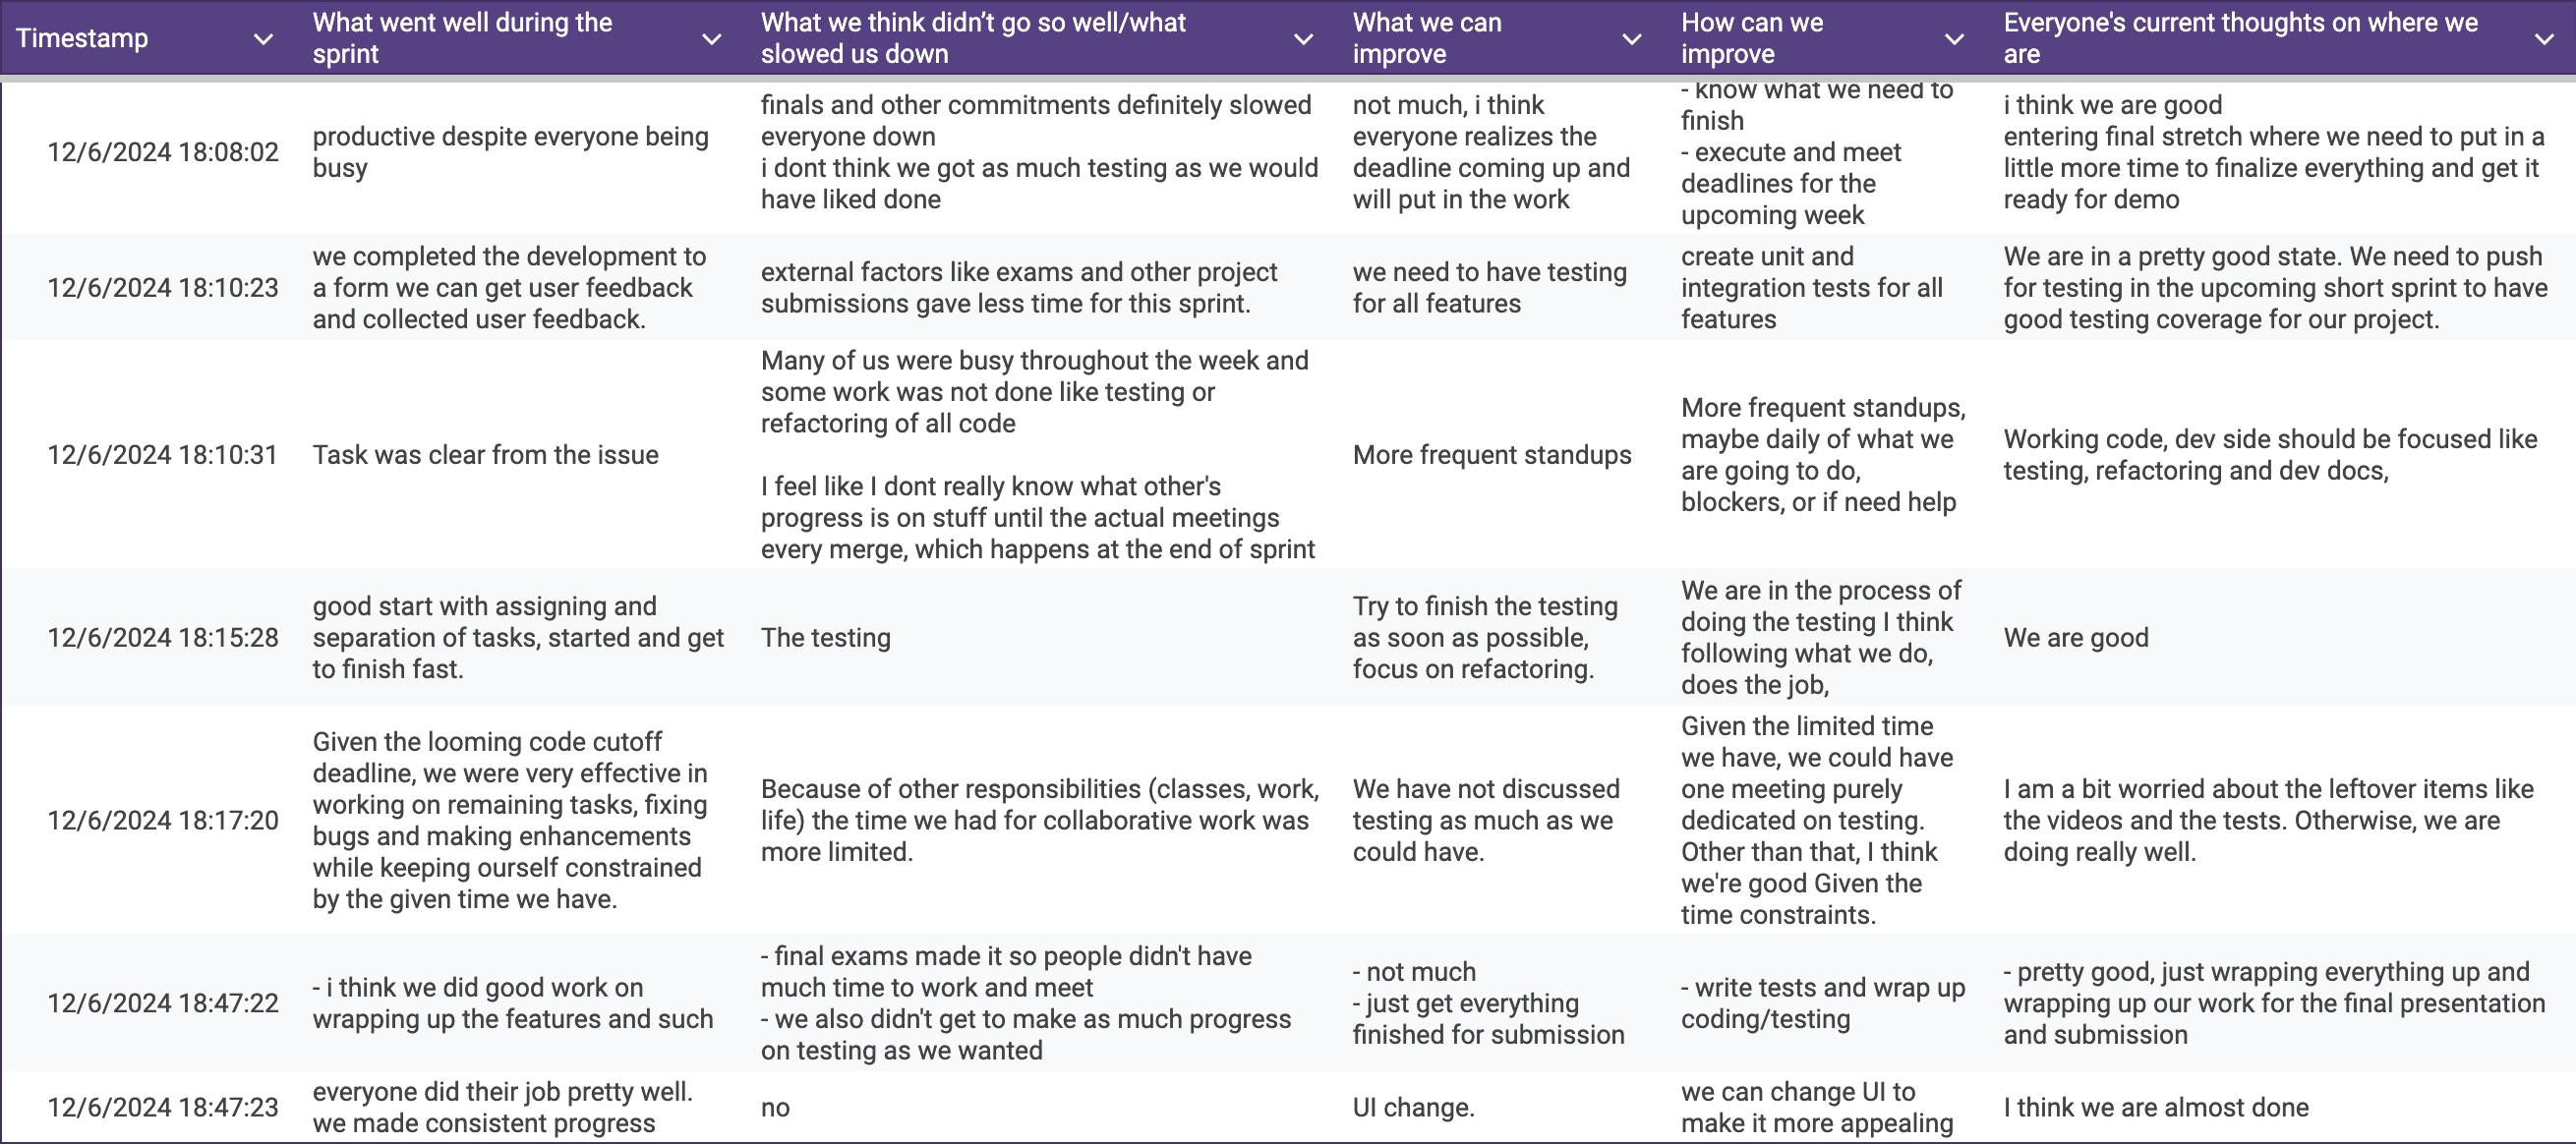 Timestamp
What went well during the
sprint
What we think didn’t go so well/what
slowed us down
What we can
improve
How can we
improve
Everyone's current thoughts on where we
are
12/6/2024 18:08:02
productive despite everyone being
busy
finals and other commitments definitely slowed
everyone down
i dont think we got as much testing as we would
have liked done
not much, i think
everyone realizes the
deadline coming up and
will put in the work
- know what we need to
finish
- execute and meet
deadlines for the
upcoming week
i think we are good
entering final stretch where we need to put in a
little more time to finalize everything and get it
ready for demo
12/6/2024 18:10:23
we completed the development to
a form we can get user feedback
and collected user feedback.
external factors like exams and other project
submissions gave less time for this sprint.
we need to have testing
for all features
create unit and
integration tests for all
features
We are in a pretty good state. We need to push
for testing in the upcoming short sprint to have
good testing coverage for our project.
12/6/2024 18:10:31
Task was clear from the issue
Many of us were busy throughout the week and
some work was not done like testing or
refactoring of all code
I feel like I dont really know what other's
progress is on stuff until the actual meetings
every merge, which happens at the end of sprint
More frequent standups
More frequent standups,
maybe daily of what we
are going to do,
blockers, or if need help
Working code, dev side should be focused like
testing, refactoring and dev docs,
12/6/2024 18:15:28
good start with assigning and
separation of tasks, started and get
to finish fast.
The testing
Try to finish the testing
as soon as possible,
focus on refactoring.
We are in the process of
doing the testing I think
following what we do,
does the job,
We are good
12/6/2024 18:17:20
Given the looming code cutoff
deadline, we were very effective in
working on remaining tasks, fixing
bugs and making enhancements
while keeping ourself constrained
by the given time we have.
Because of other responsibilities (classes, work,
life) the time we had for collaborative work was
more limited.
We have not discussed
testing as much as we
could have.
Given the limited time
we have, we could have
one meeting purely
dedicated on testing.
Other than that, I think
we're good Given the
time constraints.
I am a bit worried about the leftover items like
the videos and the tests. Otherwise, we are
doing really well.
12/6/2024 18:47:22
- i think we did good work on
wrapping up the features and such
- final exams made it so people didn't have
much time to work and meet
- we also didn't get to make as much progress
on testing as we wanted
- not much
- just get everything
finished for submission
- write tests and wrap up
coding/testing
- pretty good, just wrapping everything up and
wrapping up our work for the final presentation
and submission
12/6/2024 18:47:23
everyone did their job pretty well.
we made consistent progress
no
UI change.
we can change UI to
make it more appealing
I think we are almost done